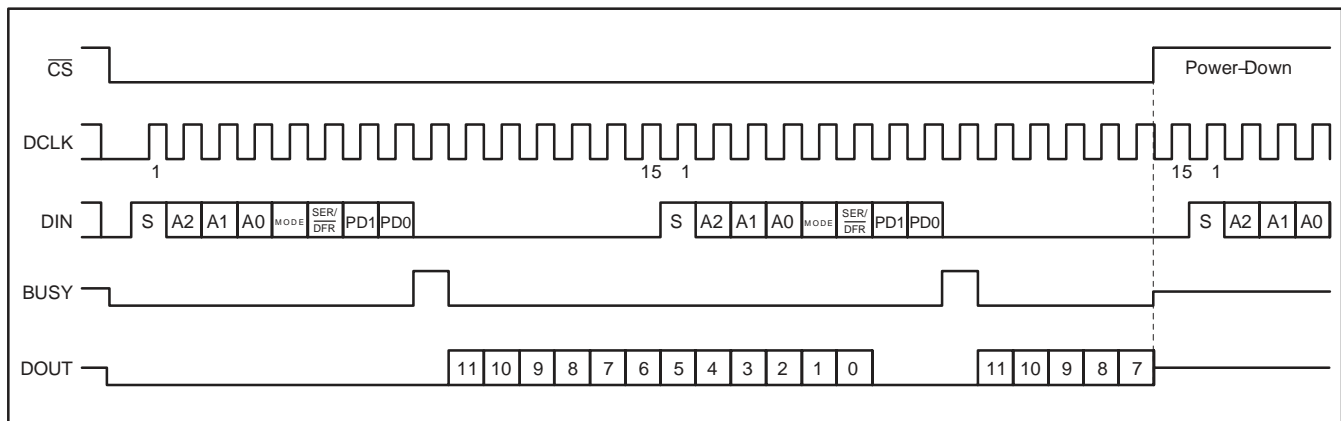 CS
Power-Down
DCLK
1 15 1 15 1
DIN S A2 A1 A0 MODE SER/DFR PD1 PD0 S A2 A1 A0 MODE SER/DFR PD1 PD0 S A2 A1 A0
BUSY
DOUT 11 10 9 8 7 6 5 4 3 2 1 0 11 10 9 8 7